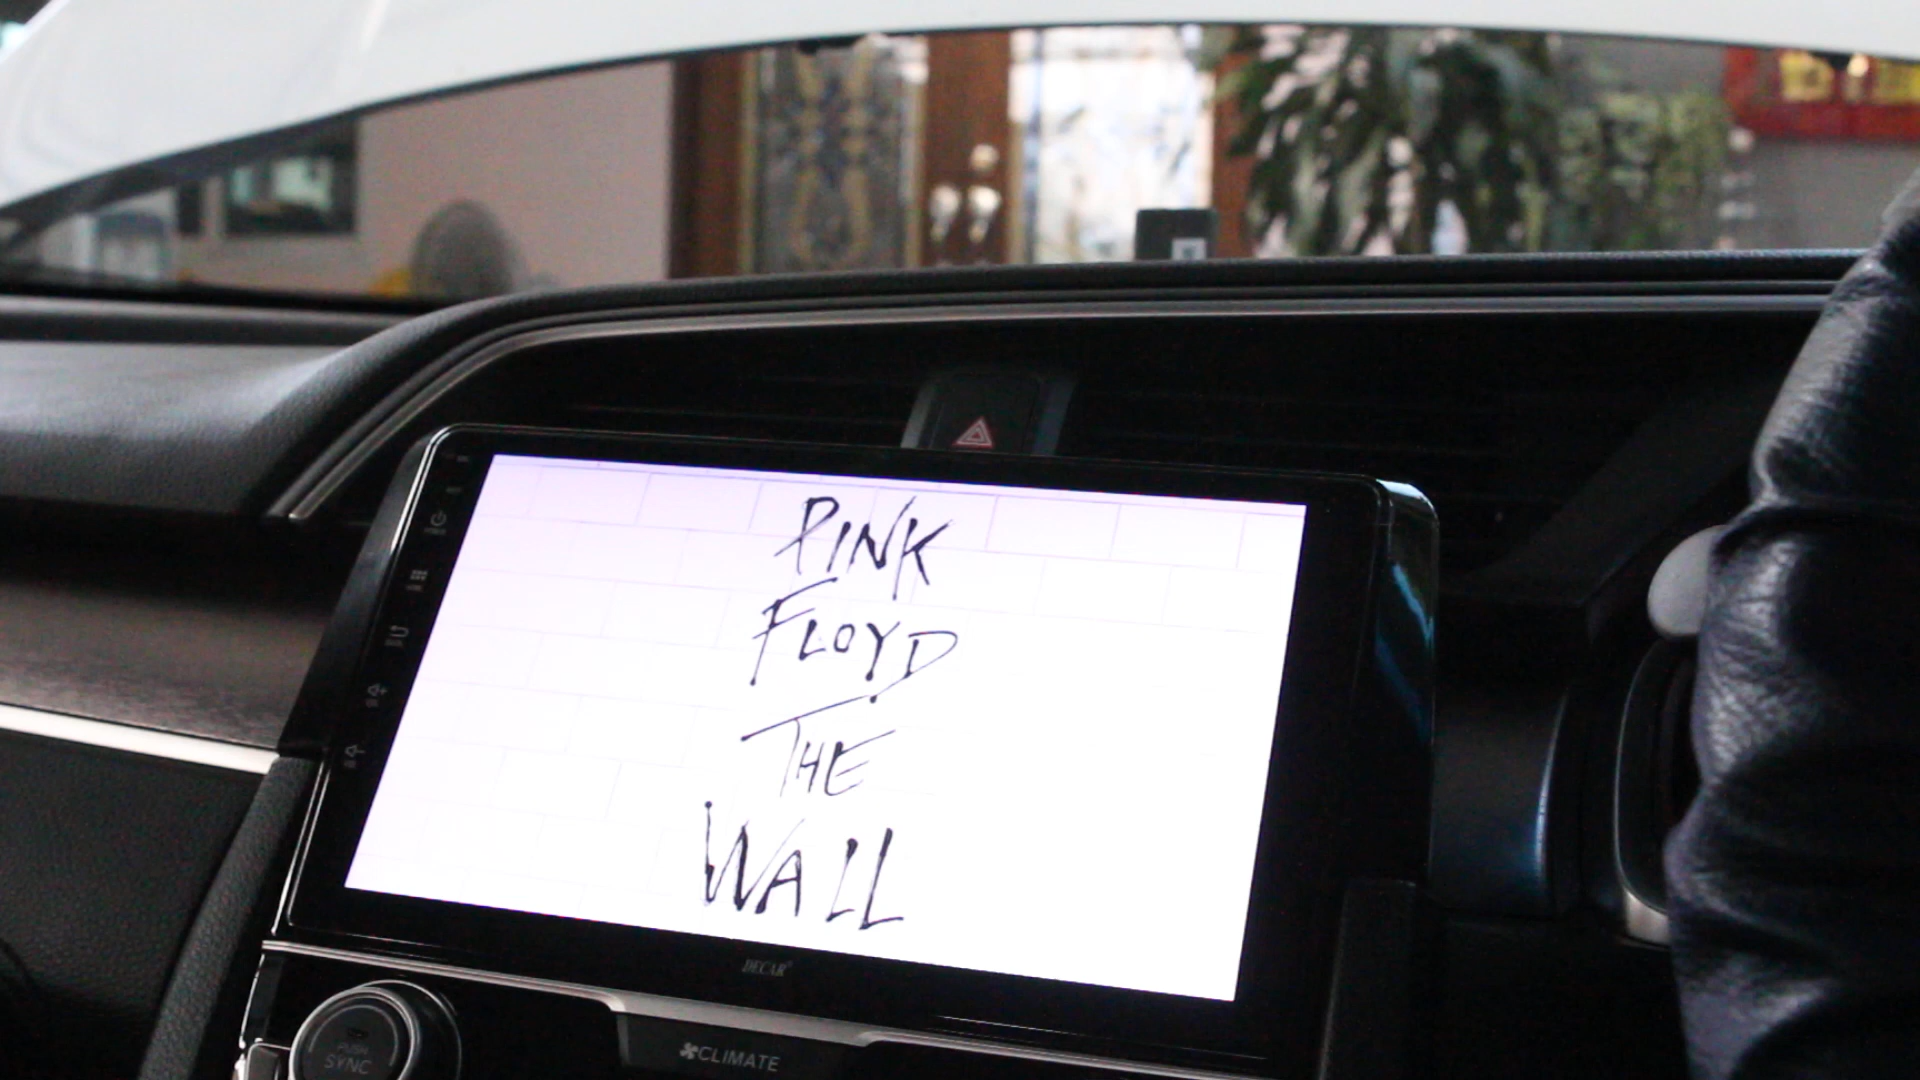 PINK
FLOYD
THE
WALL
DECAR®
PUSH
SYNC
CLIMATE